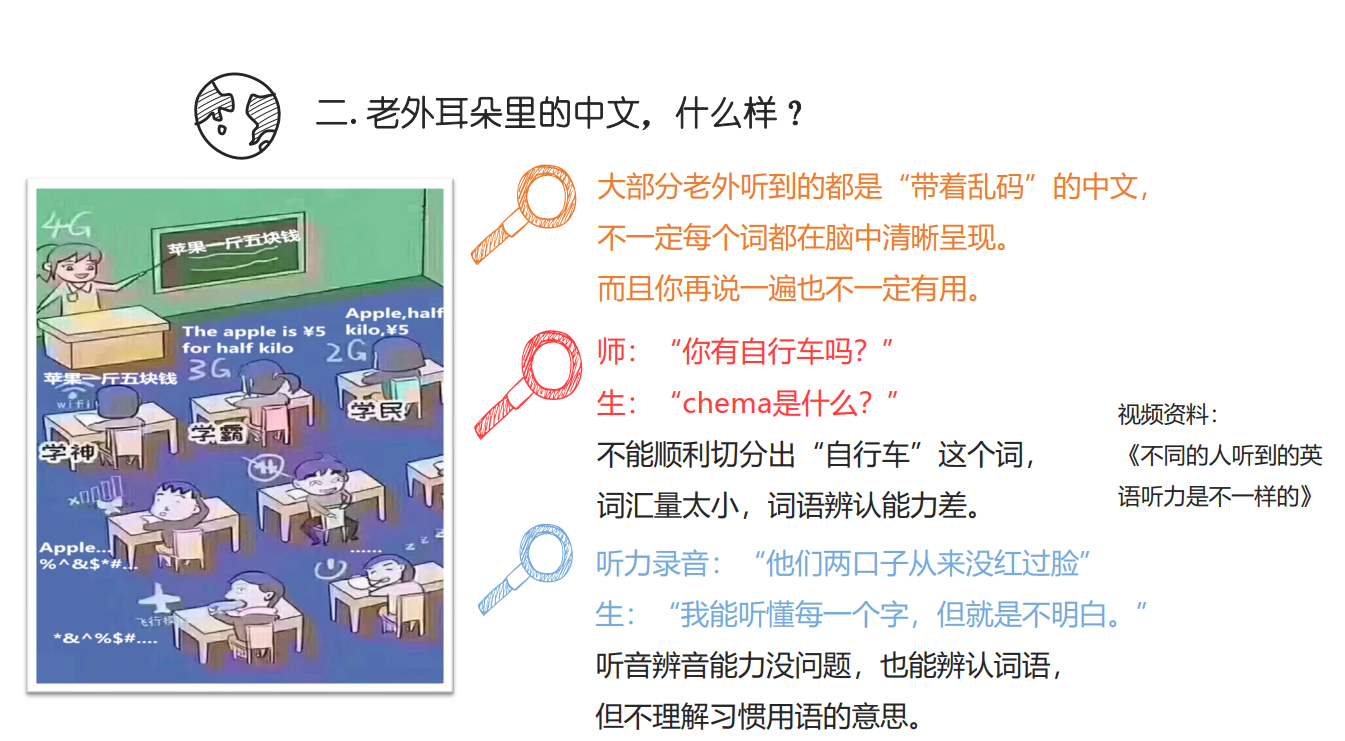 二.老外耳朵里的中文，什么样？
4G
苹果一斤五块钱
Apple,half
kilo,¥5
The apple is ¥5
for half kilo
2G
3G
苹果一斤五块钱
wifi
学民
学霸
学神
H
Apple...
%^&$*#...
......
z z z
飞行模
*&^%$#....
大部分老外听到的都是“带着乱码”的中文，
不一定每个词都在脑中清晰呈现。
而且你再说一遍也不一定有用。
师：“你有自行车吗？”
生：“chema是什么？”
不能顺利切分出“自行车”这个词，
词汇量太小，词语辨认能力差。
视频资料：
《不同的人听到的英
语听力是不一样的》
听力录音：“他们两口子从来没红过脸”
生：“我能听懂每一个字，但就是不明白。”
听音辨音能力没问题，也能辨认词语，
但不理解习惯用语的意思。